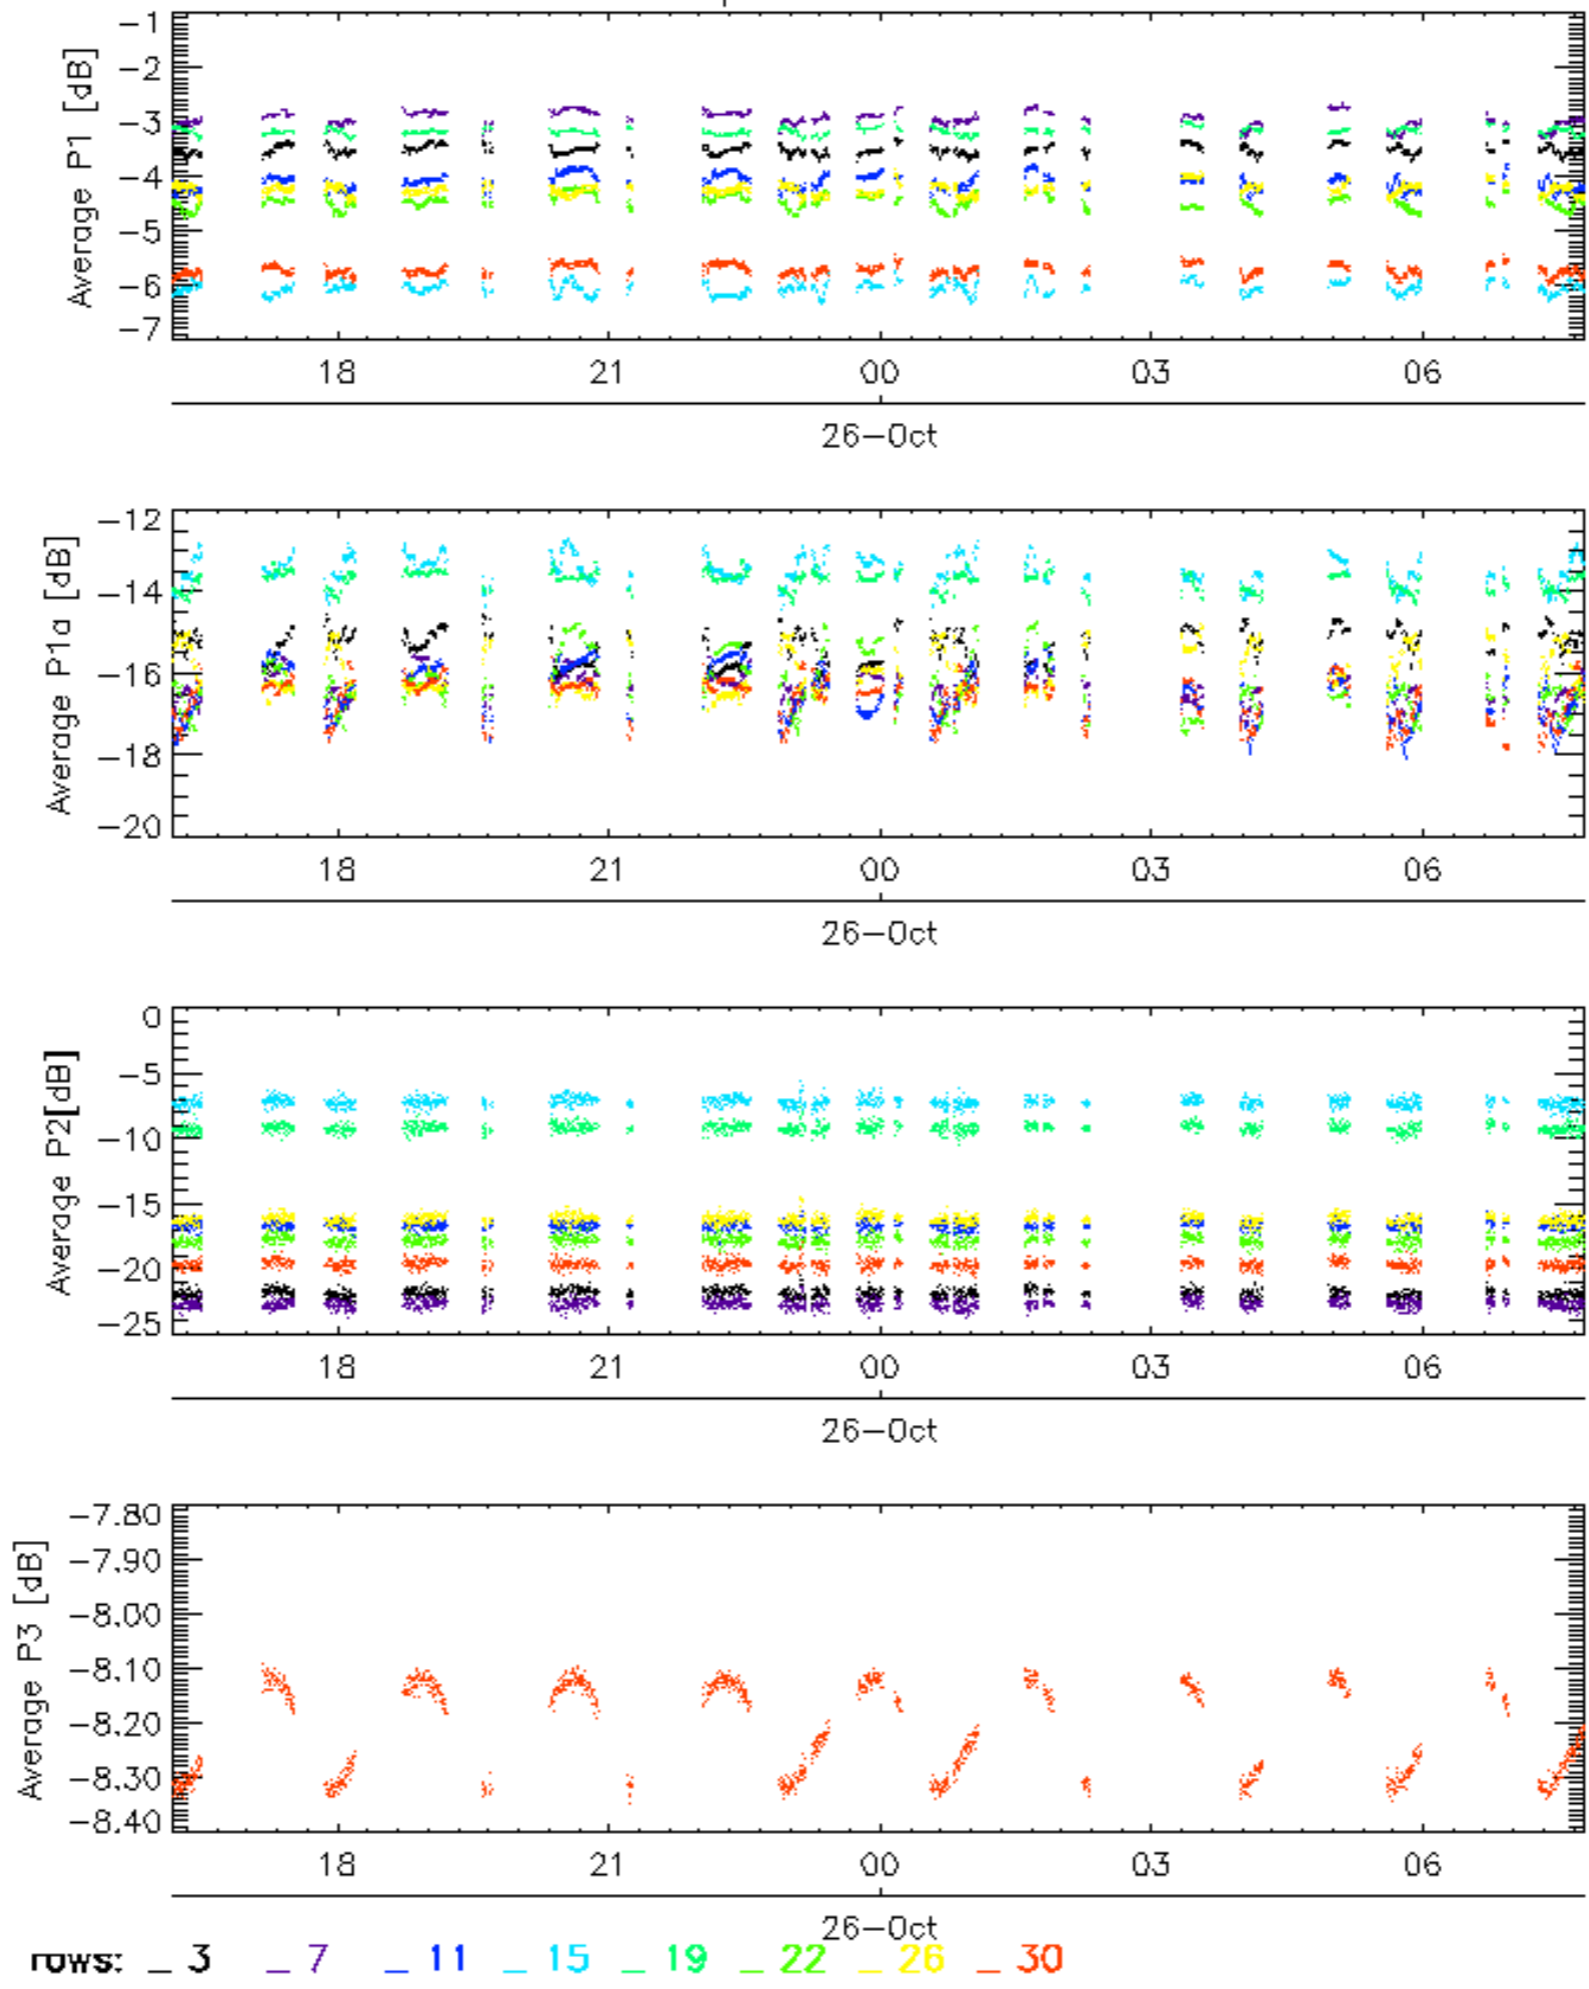 Average P1 [dB]
-1
-2
-3
-4
-5
-6
-7
18 21 00 03 06
26-Oct
Average P1a [dB]
-12
-14
-16
-18
-20
18 21 00 03 06
26-Oct
Average P2[dB]
0
-5
-10
-15
-20
-25
18 21 00 03 06
26-Oct
Average P3 [dB]
-7.80
-7.90
-8.00
-8.10
-8.20
-8.30
-8.40
18 21 00 03 06
26-Oct
rows: _ 3 _ 7 _ 11 _ 15 _ 19 _ 22 _ 26 _ 30